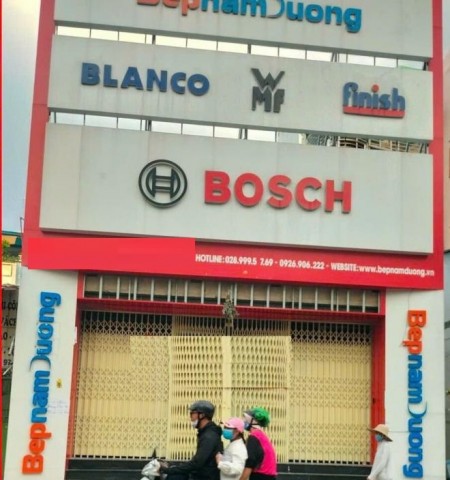 BepnamDuong
BLANCO
WMF
finish
BOSCH
HOTLINE: 028.999.5 7.69 - 0926.906.222 - WEBSITE: www.bepnamduong.vn
BepnamDuong
BepnamDuong